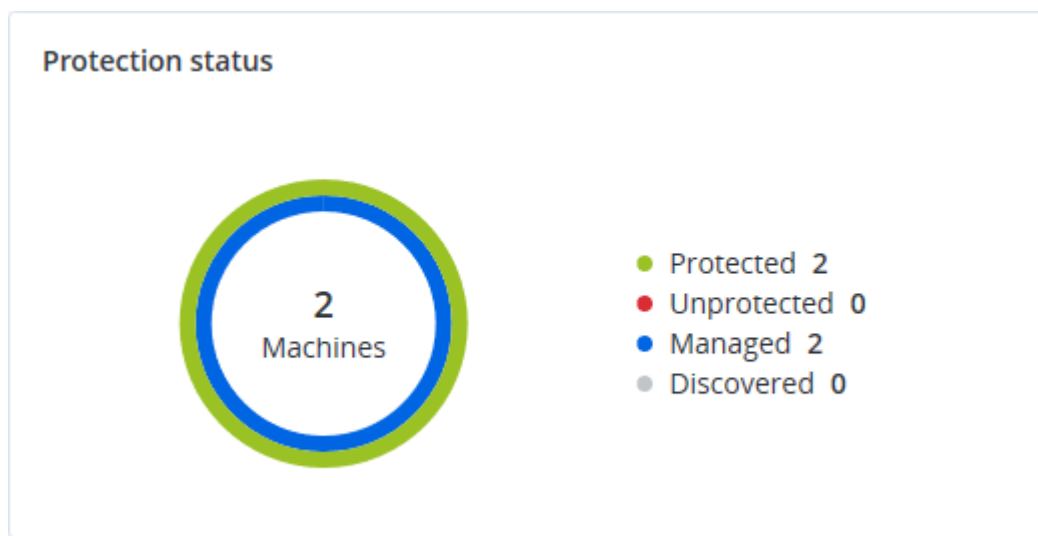 Protection status
2
Machines
Protected 2
Unprotected 0
Managed 2
Discovered 0